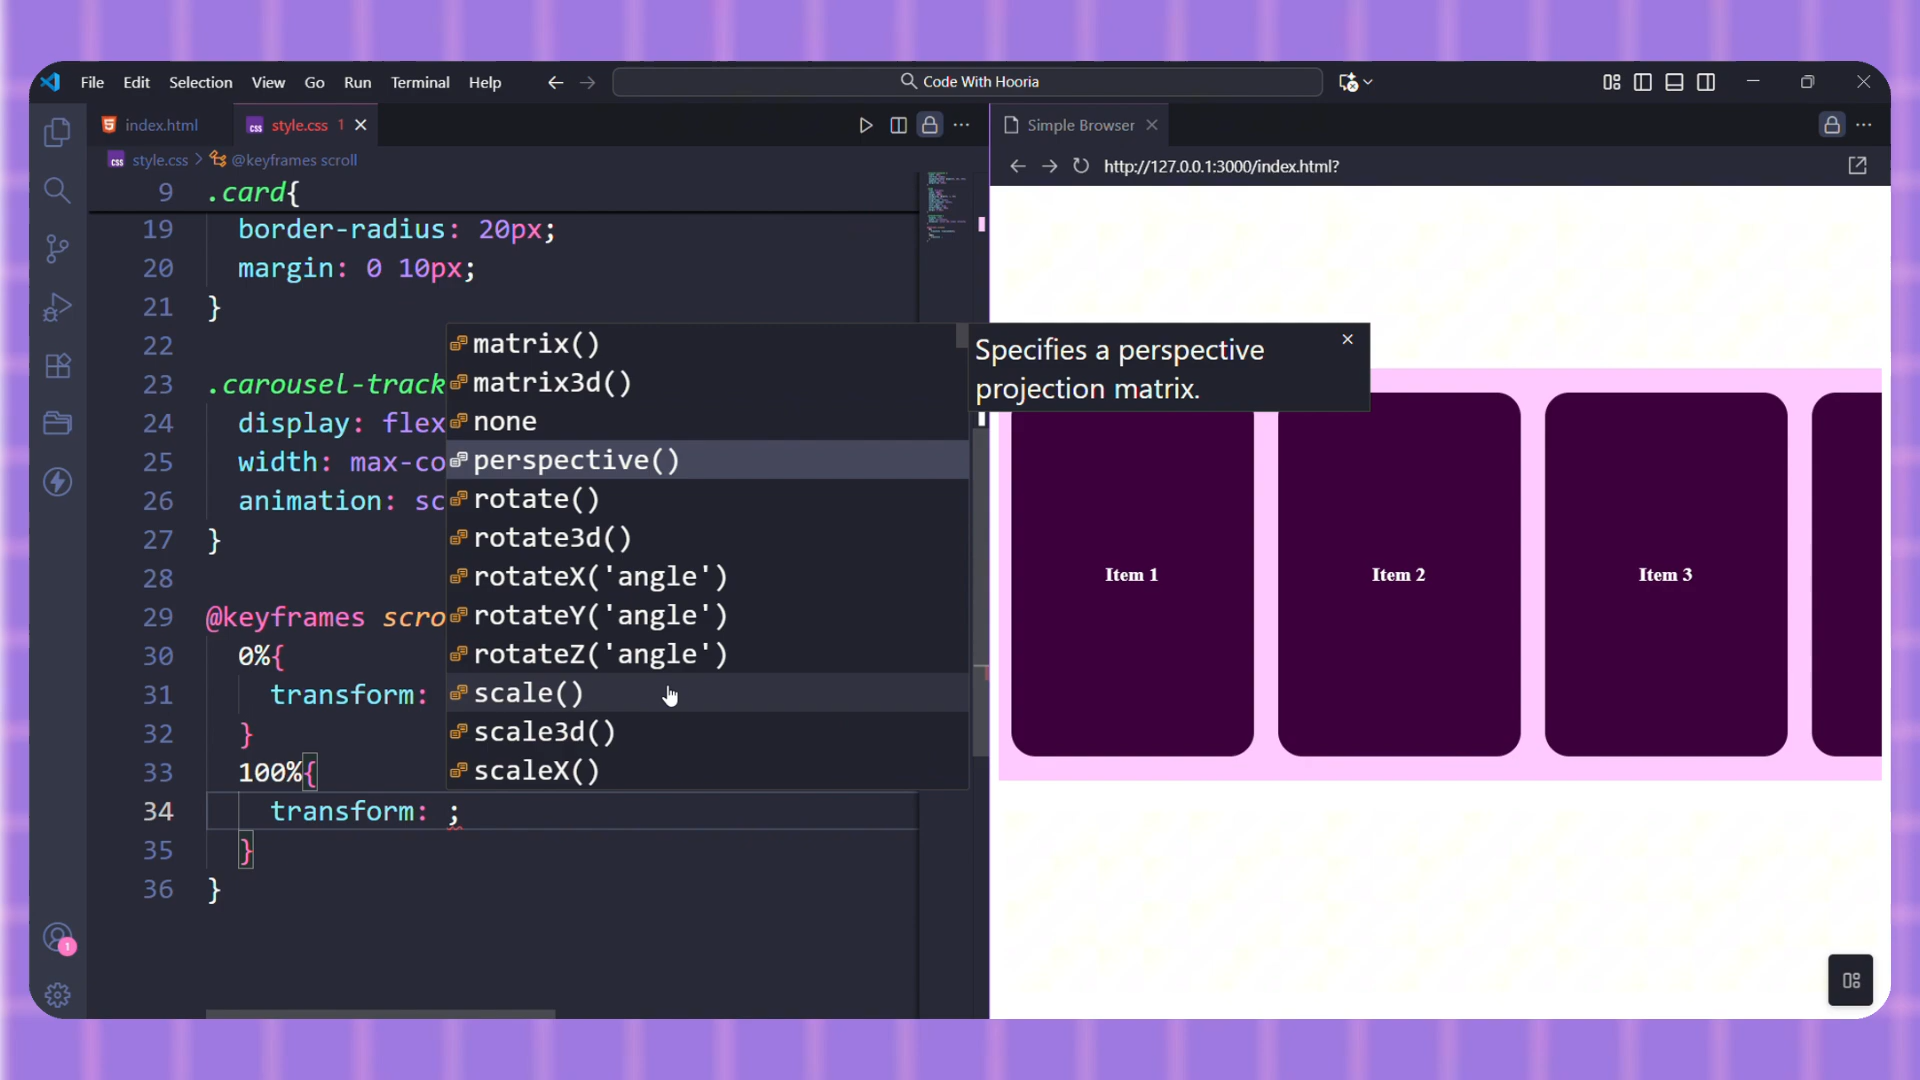 File Edit Selection View Go Run Terminal Help
Code With Hooria
index.html
style.css 1
style.css > @keyframes scroll
9 .card{
19 border-radius: 20px;
20 margin: 0 10px;
21 }
22
23 .carousel-track
24 display: flex
25 width: max-co
26 animation: sc
27 }
28
29 @keyframes scro
30 0%{
31 transform:
32 }
33 100%{
34 transform: ;
35 }
36 }
matrix()
matrix3d()
none
perspective()
rotate()
rotate3d()
rotateX('angle')
rotateY('angle')
rotateZ('angle')
scale()
scale3d()
scaleX()
Specifies a perspective
projection matrix.
Simple Browser
http://127.0.0.1:3000/index.html?
Item 1
Item 2
Item 3
1